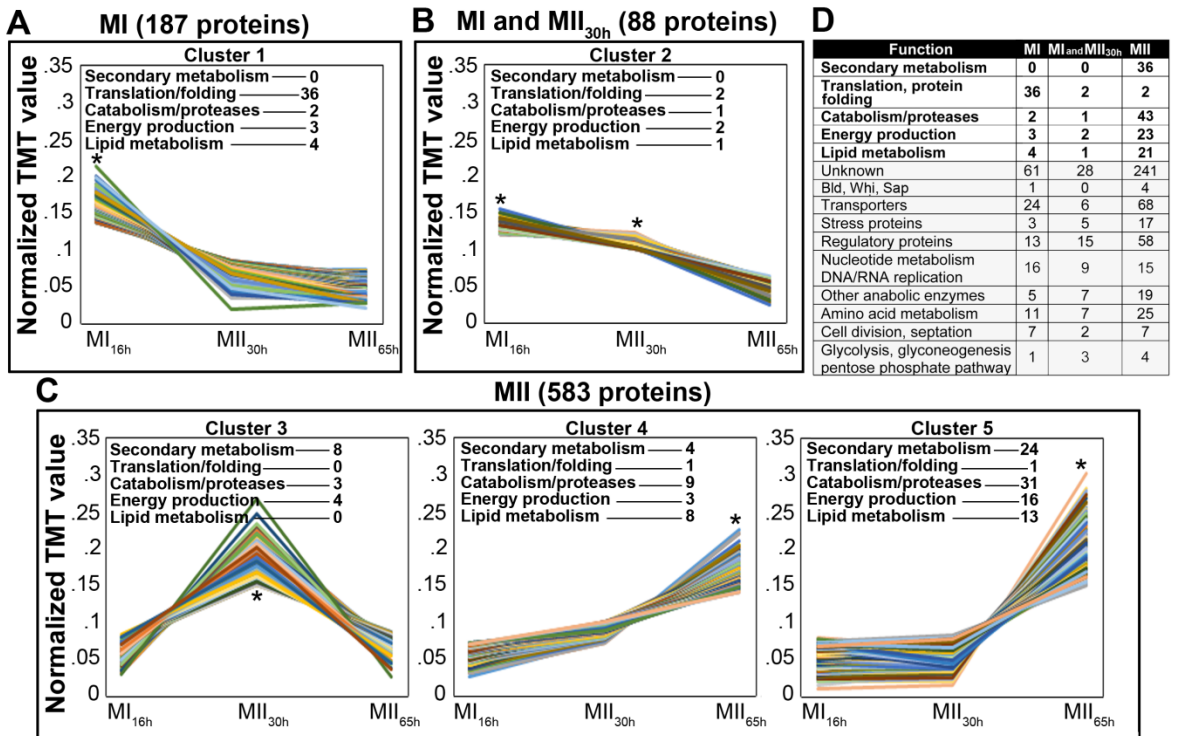 A MI (187 proteins)
Cluster 1
Normalized TMT value
.35
.3
.25
.2
.15
.1
.05
0
Secondary metabolism 0
Translation/folding 36
Catabolism/proteases 2
Energy production 3
Lipid metabolism 4
*
MI16h MII30h MII65h
B MI and MII30h (88 proteins)
Cluster 2
Normalized TMT value
.35
.3
.25
.2
.15
.1
.05
0
Secondary metabolism 0
Translation/folding 2
Catabolism/proteases 1
Energy production 2
Lipid metabolism 1
* *
MI16h MII30h MII65h
D
Function MI MI and MII30h MII
Secondary metabolism 0 0 36
Translation, protein
folding 36 2 2
Catabolism/proteases 2 1 43
Energy production 3 2 23
Lipid metabolism 4 1 21
Unknown 61 28 241
Bld, Whi, Sap 1 0 4
Transporters 24 6 68
Stress proteins 3 5 17
Regulatory proteins 13 15 58
Nucleotide metabolism
DNA/RNA replication 16 9 15
Other anabolic enzymes 5 7 19
Amino acid metabolism 11 7 25
Cell division, septation 7 2 7
Glycolysis, glyconeogenesis
pentose phosphate pathway 1 3 4
C MII (583 proteins)
Normalized TMT value
Cluster 3
.35
.3
.25
.2
.15
.1
.05
0
Secondary metabolism 8
Translation/folding 0
Catabolism/proteases 3
Energy production 4
Lipid metabolism 0
*
MI16h MII30h MII65h
Cluster 4
.35
.3
.25
.2
.15
.1
.05
0
Secondary metabolism 4
Translation/folding 1
Catabolism/proteases 9
Energy production 3
Lipid metabolism 8
*
MI16h MII30h MII65h
Cluster 5
.35
.3
.25
.2
.15
.1
.05
0
Secondary metabolism 24
Translation/folding 1
Catabolism/proteases 31
Energy production 16
Lipid metabolism 13
*
MI16h MII30h MII65h